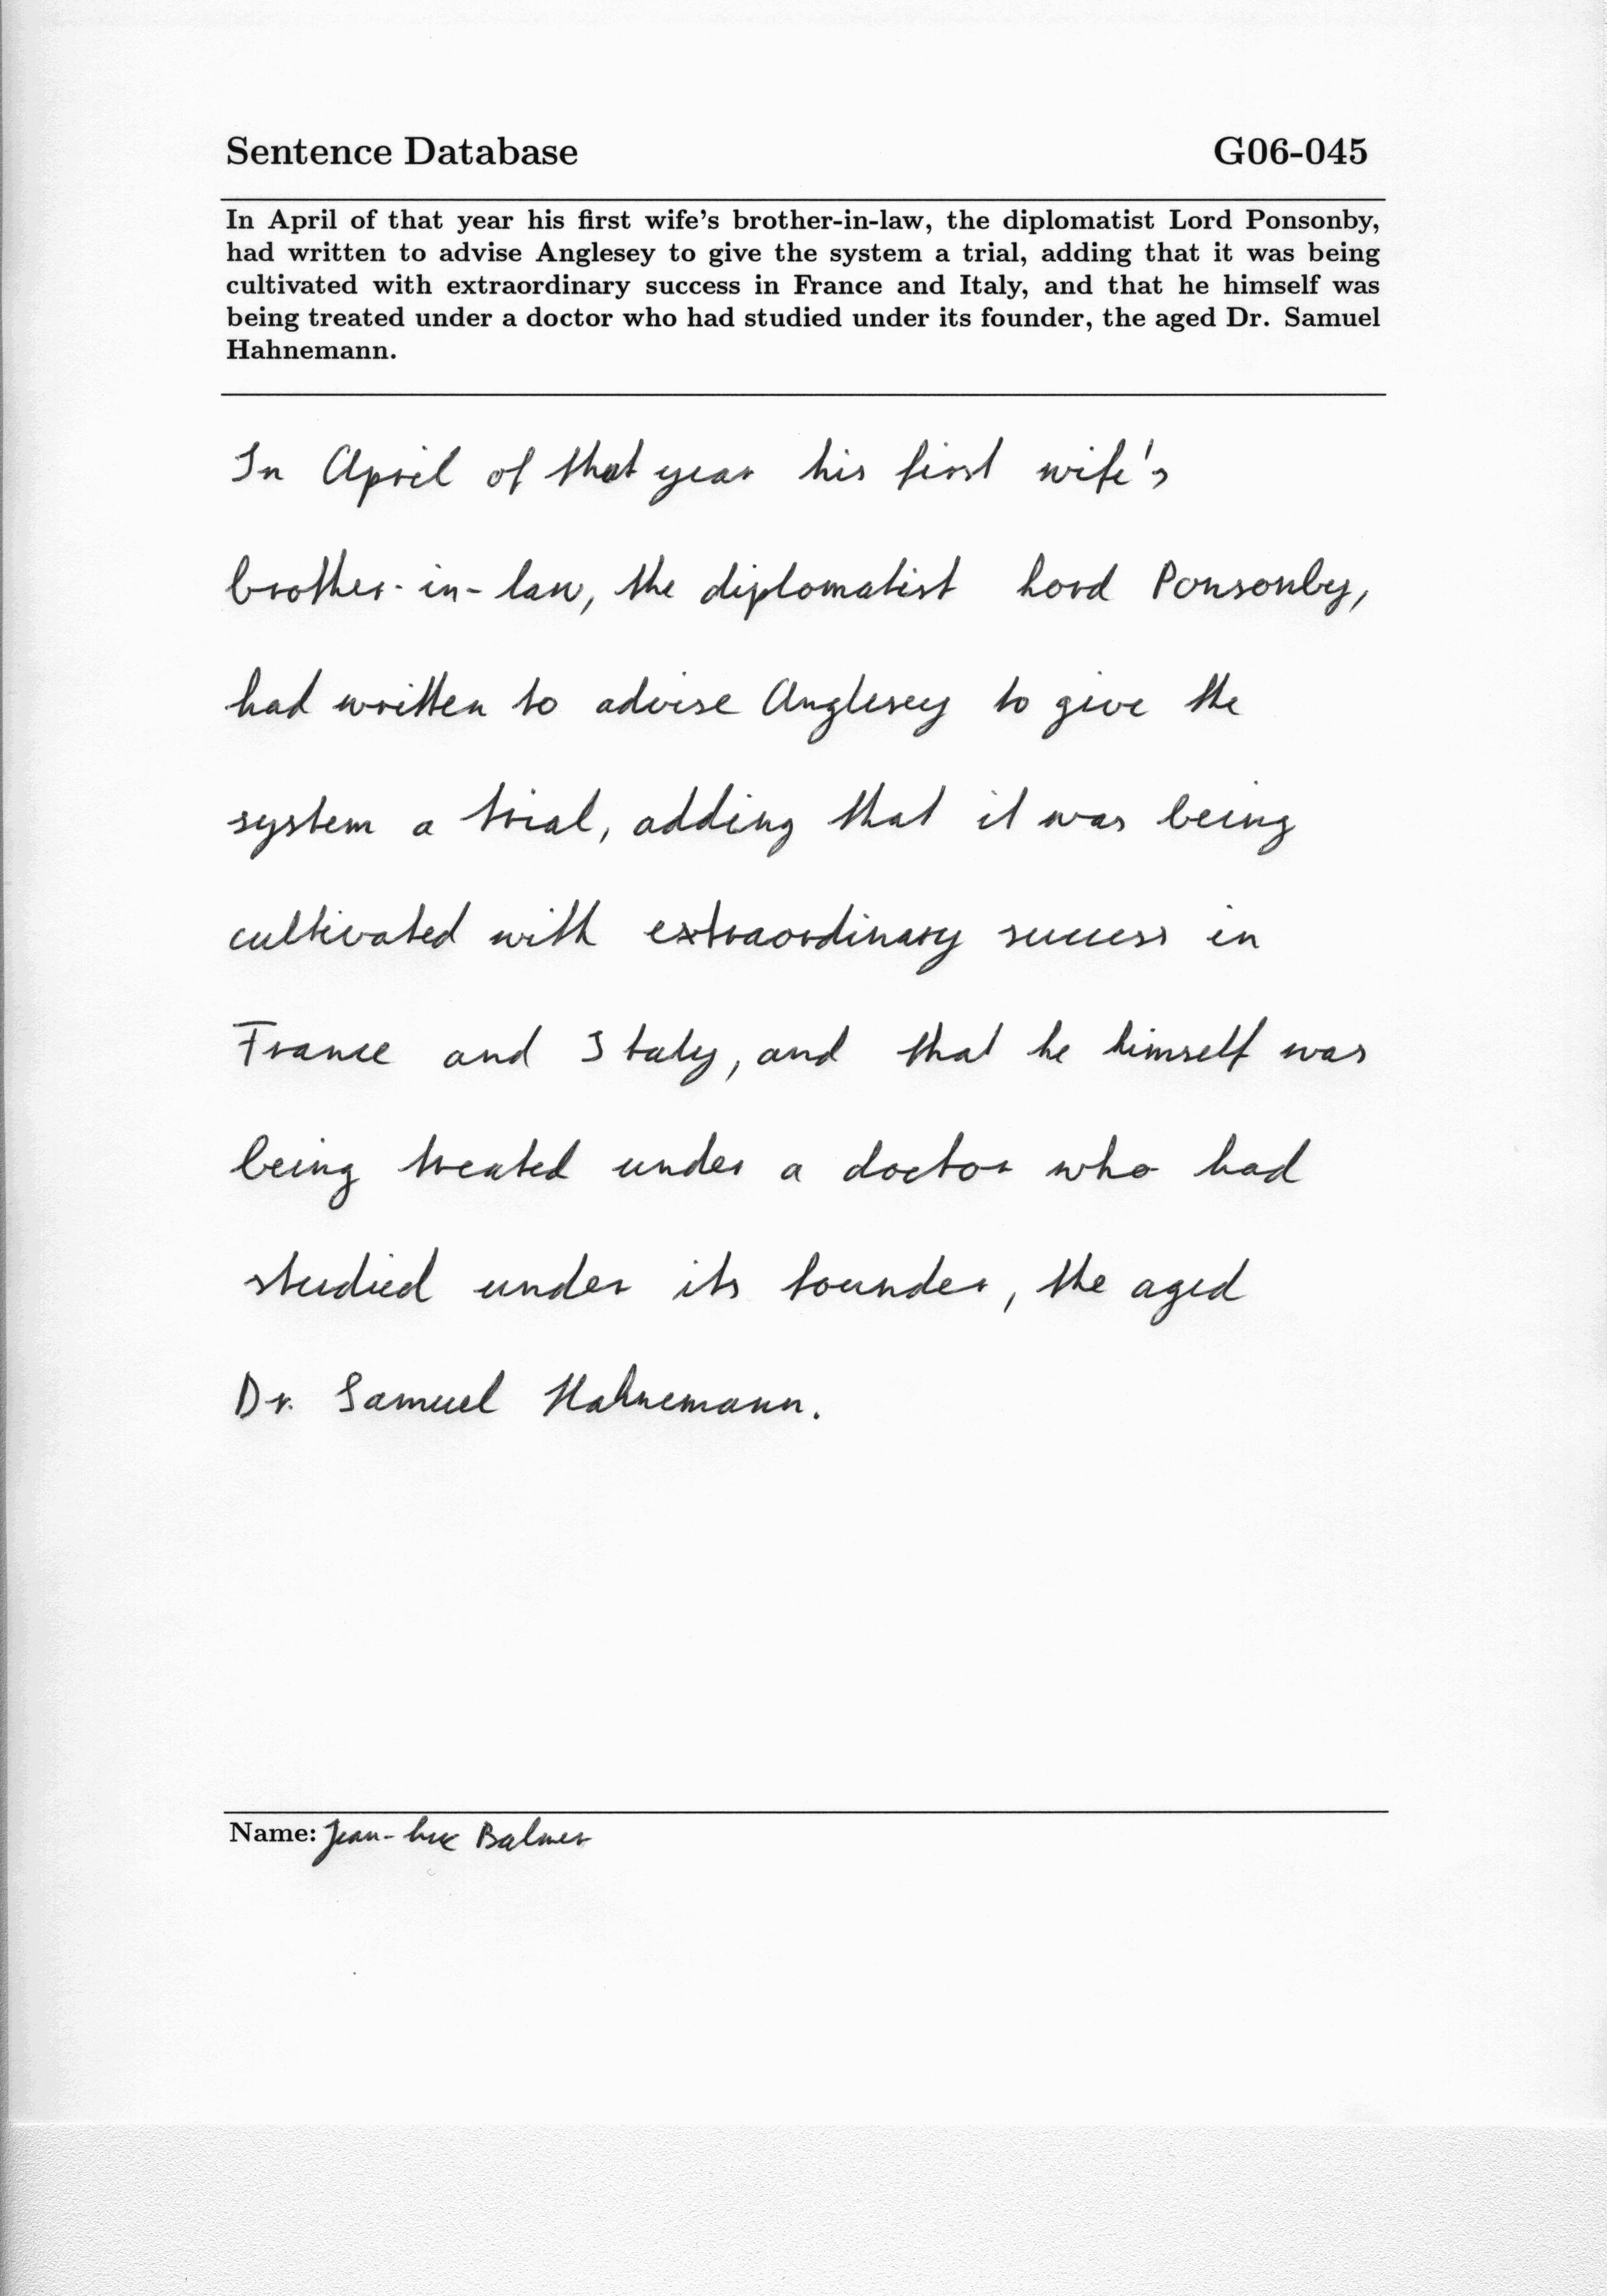 Sentence Database G06-045
In April of that year his first wife's brother-in-law, the diplomatist Lord Ponsonby,
had written to advise Anglesey to give the system a trial, adding that it was being
cultivated with extraordinary success in France and Italy, and that he himself was
being treated under a doctor who had studied under its founder, the aged Dr. Samuel
Hahnemann.
In April of that year his first wife's
brother-in-law, the diplomatist Lord Ponsonby,
had written to advise Anglesey to give the
system a trial, adding that it was being
cultivated with extraordinary success in
France and Italy, and that he himself was
being treated under a doctor who had
studied under its founder, the aged
Dr. Samuel Hahnemann.
Name: Jean-Luc Balmer